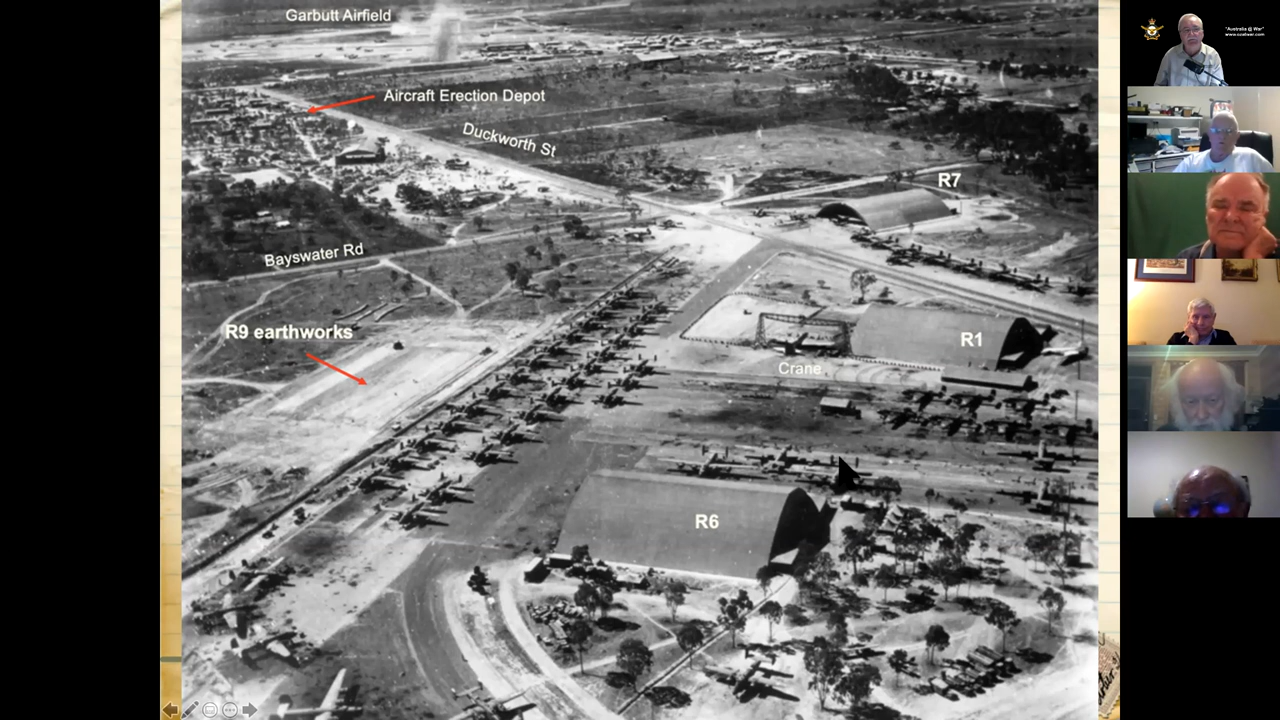 Garbutt Airfield
Aircraft Erection Depot
Duckworth St
R7
Bayswater Rd
R9 earthworks
R1
Crane
R6
"Australia @ War"
www.ozatwar.com